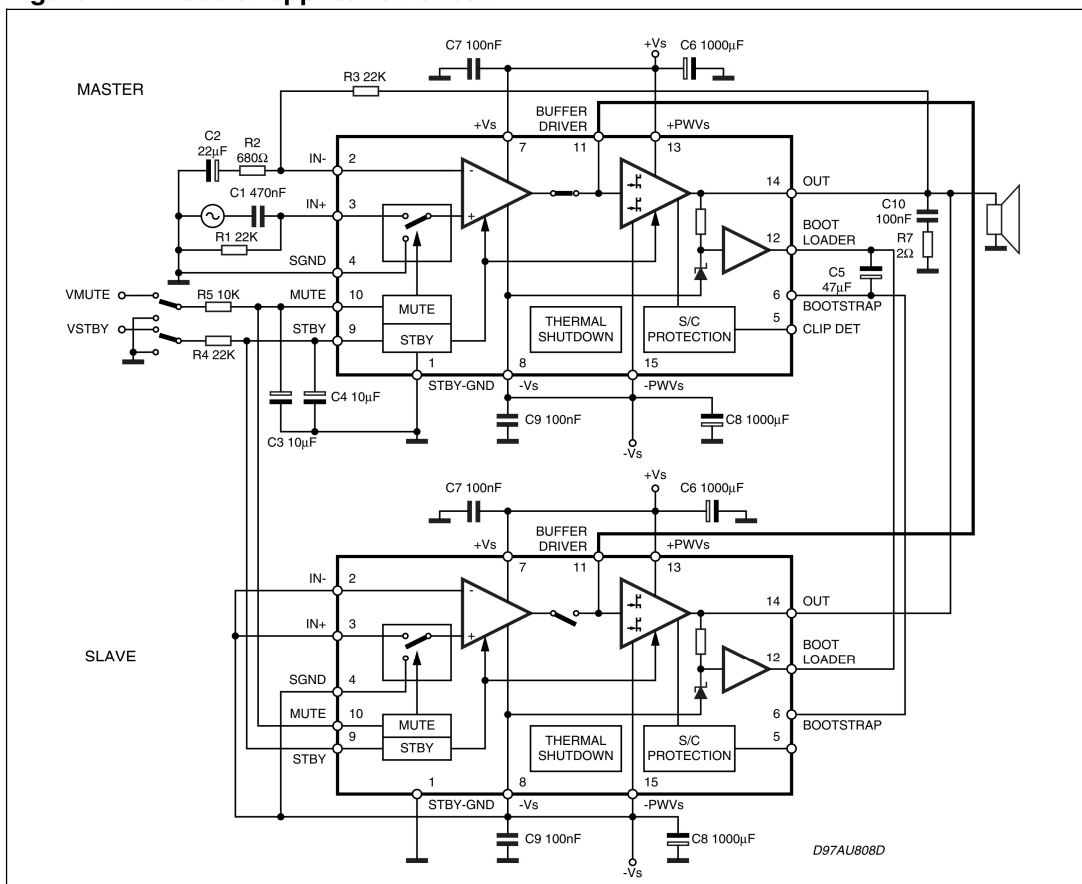 MASTER
C7 100nF
+Vs
C6 1000μF
R3 22K
BUFFER
DRIVER
+Vs
+PWVs
7
11
13
C2
22μF
R2
680Ω
IN-
2
C1 470nF
IN+
3
R1 22K
SGND
4
14
OUT
C10
100nF
R7
2Ω
BOOT
LOADER
12
C5
47μF
6
BOOTSTRAP
5
CLIP DET
VMUTE
R5 10K
MUTE
10
MUTE
VSTBY
R4 22K
STBY
9
STBY
THERMAL
SHUTDOWN
S/C
PROTECTION
1
8
15
STBY-GND
-Vs
-PWVs
C3 10μF
C4 10μF
C9 100nF
C8 1000μF
-Vs
SLAVE
+Vs
C7 100nF
C6 1000μF
BUFFER
DRIVER
+Vs
+PWVs
7
11
13
IN-
2
IN+
3
SGND
4
MUTE
10
MUTE
9
STBY
STBY
14
OUT
BOOT
LOADER
12
6
BOOTSTRAP
5
THERMAL
SHUTDOWN
S/C
PROTECTION
1
8
15
STBY-GND
-Vs
-PWVs
C9 100nF
C8 1000μF
-Vs
D97AU808D